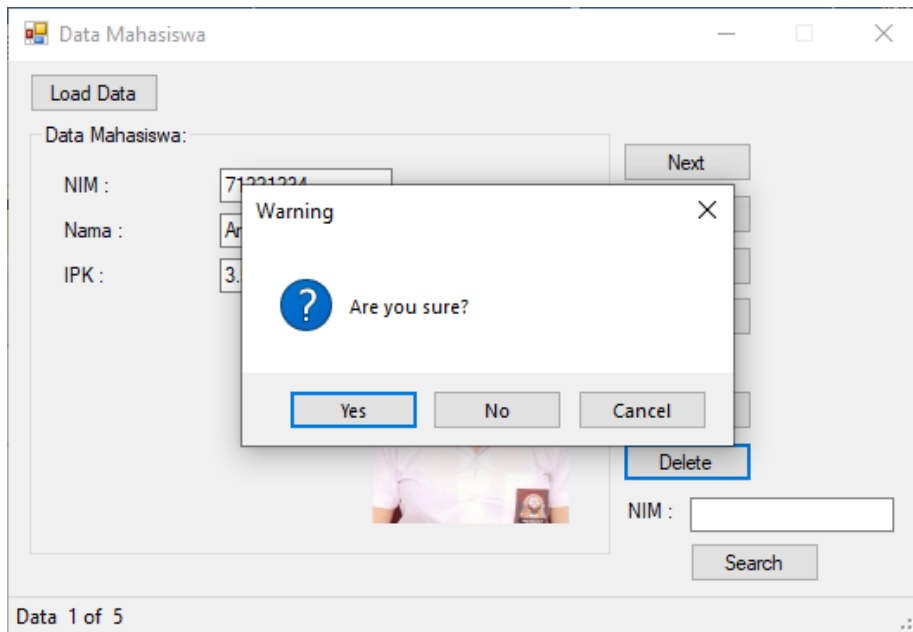 Data Mahasiswa
Load Data
Data Mahasiswa:
NIM :
Nama :
IPK :
Next
Warning
Are you sure?
Yes No Cancel
Delete
NIM :
Search
Data 1 of 5